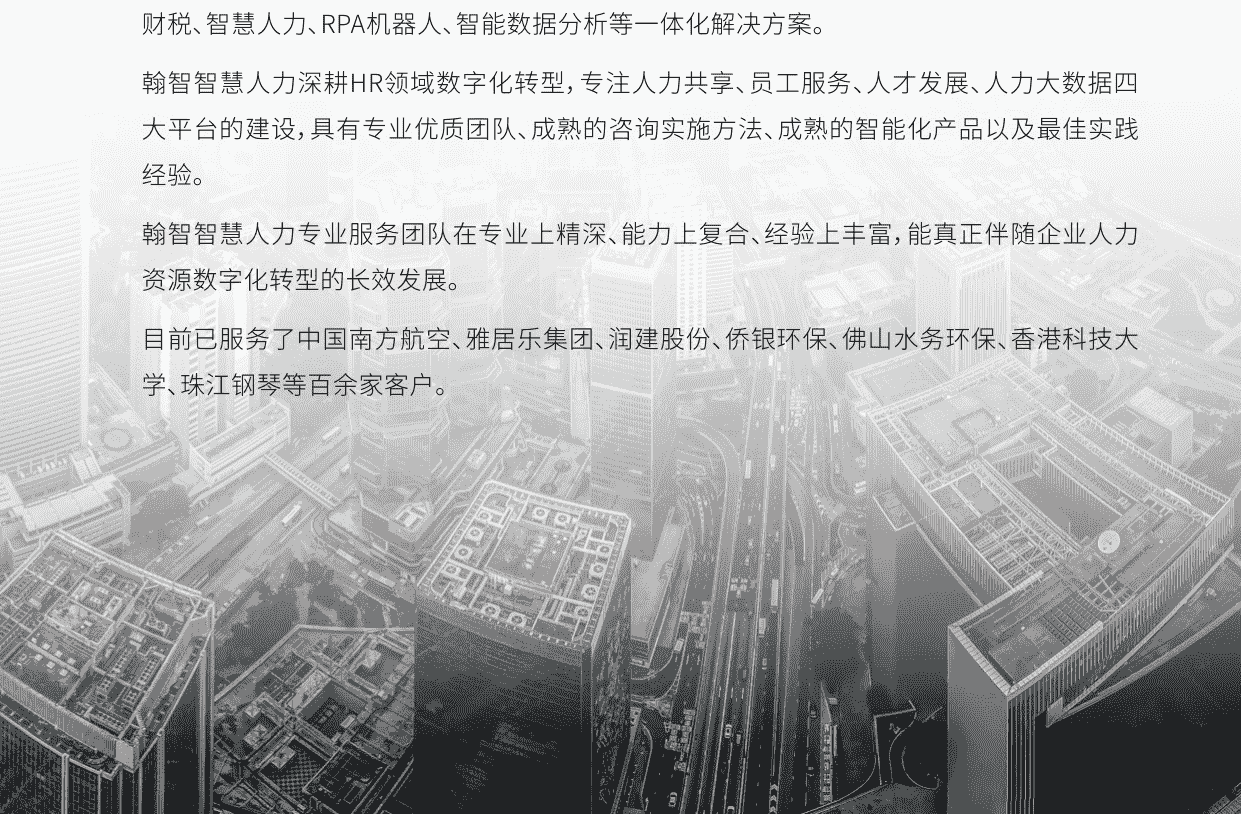 财税、智慧人力、RPA机器人、智能数据分析等一体化解决方案。
翰智智慧人力深耕HR领域数字化转型，专注人力共享、员工服务、人才发展、人力大数据四
大平台的建设，具有专业优质团队、成熟的咨询实施方法、成熟的智能化产品以及最佳实践
经验。
翰智智慧人力专业服务团队在专业上精深、能力上复合、经验上丰富，能真正伴随企业人力
资源数字化转型的长效发展。
目前已服务了中国南方航空、雅居乐集团、润建股份、侨银环保、佛山水务环保、香港科技大
学、珠江钢琴等百余家客户。